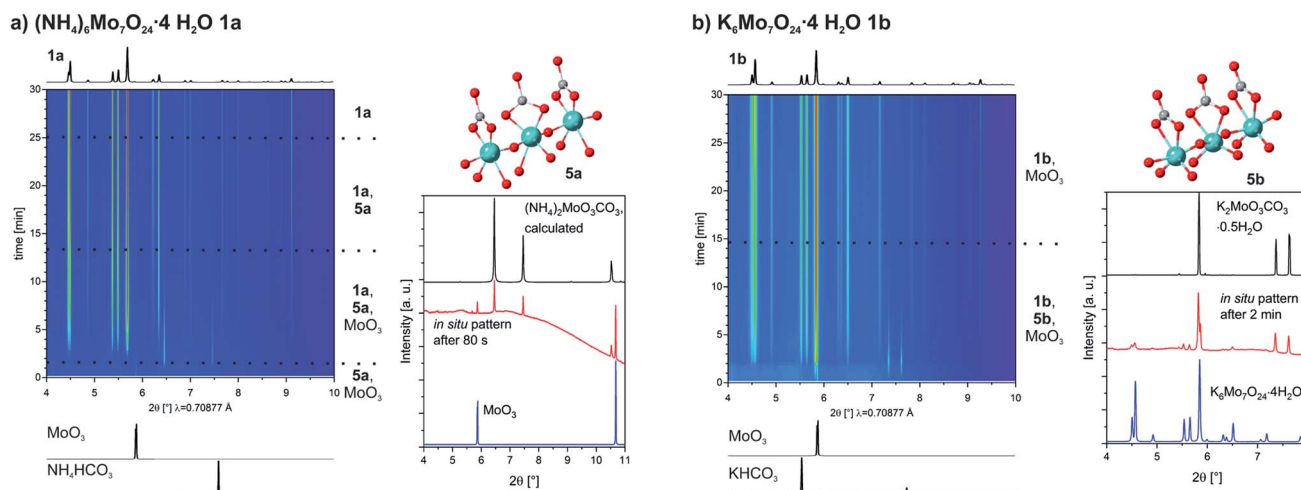 a) (NH₄)₆Mo₇O₂₄·4 H₂O 1a
1a
30
25
20
15
10
5
0
time [min]
4 5 6 7 8 9 10
2θ [°] λ=0.70877 Å
1a
1a,
5a
1a,
5a,
MoO₃
5a,
MoO₃
MoO₃
NH₄HCO₃
5a
(NH₄)₂MoO₃CO₃,
calculated
in situ pattern
after 80 s
MoO₃
Intensity [a. u.]
4 5 6 7 8 9 10 11
2θ [°]
b) K₆Mo₇O₂₄·4 H₂O 1b
1b
30
25
20
15
10
5
0
time [min]
4 5 6 7 8 9 10
2θ [°] λ=0.70877 Å
1b,
MoO₃
1b,
5b,
MoO₃
MoO₃
KHCO₃
5b
K₂MoO₃CO₃
·0.5H₂O
in situ pattern
after 2 min
K₆Mo₇O₂₄·4H₂O
Intensity [a. u.]
4 5 6 7
2θ [°]